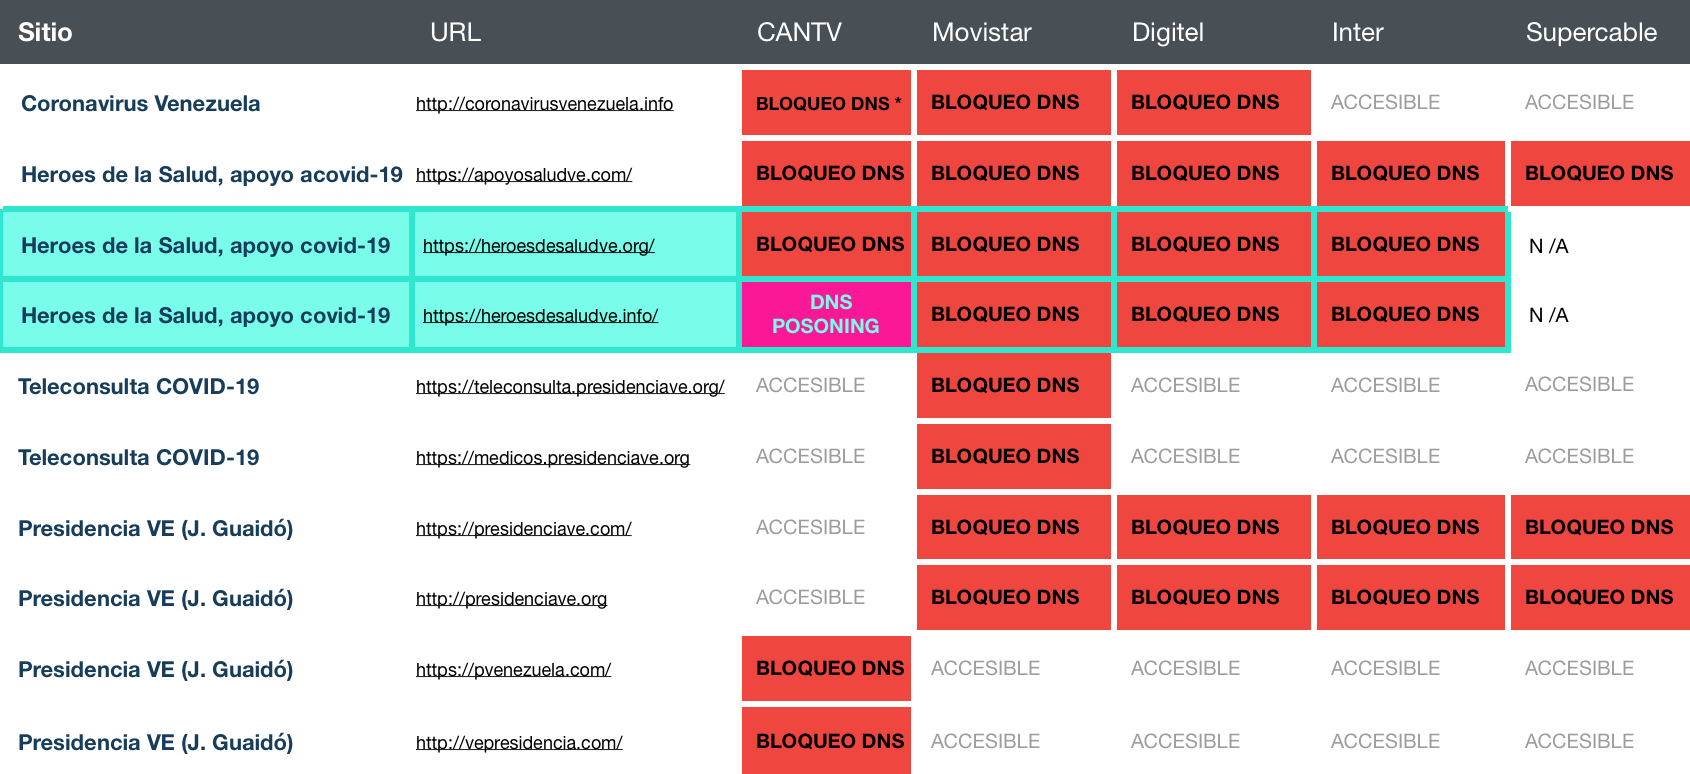 Sitio URL CANTV Movistar Digitel Inter Supercable
Coronavirus Venezuela http://coronavirusvenezuela.info BLOQUEO DNS * BLOQUEO DNS BLOQUEO DNS ACCESIBLE ACCESIBLE
Heroes de la Salud, apoyo acovid-19 https://apoyosaludve.com/ BLOQUEO DNS BLOQUEO DNS BLOQUEO DNS BLOQUEO DNS BLOQUEO DNS
Heroes de la Salud, apoyo covid-19 https://heroesdesaludve.org/ BLOQUEO DNS BLOQUEO DNS BLOQUEO DNS BLOQUEO DNS N /A
Heroes de la Salud, apoyo covid-19 https://heroesdesaludve.info/ DNS POSONING BLOQUEO DNS BLOQUEO DNS BLOQUEO DNS N /A
Teleconsulta COVID-19 https://teleconsulta.presidenciave.org/ ACCESIBLE BLOQUEO DNS ACCESIBLE ACCESIBLE ACCESIBLE
Teleconsulta COVID-19 https://medicos.presidenciave.org ACCESIBLE BLOQUEO DNS ACCESIBLE ACCESIBLE ACCESIBLE
Presidencia VE (J. Guaidó) https://presidenciave.com/ ACCESIBLE BLOQUEO DNS BLOQUEO DNS BLOQUEO DNS BLOQUEO DNS
Presidencia VE (J. Guaidó) http://presidenciave.org ACCESIBLE BLOQUEO DNS BLOQUEO DNS BLOQUEO DNS BLOQUEO DNS
Presidencia VE (J. Guaidó) https://pvenezuela.com/ BLOQUEO DNS ACCESIBLE ACCESIBLE ACCESIBLE ACCESIBLE
Presidencia VE (J. Guaidó) http://vepresidencia.com/ BLOQUEO DNS ACCESIBLE ACCESIBLE ACCESIBLE ACCESIBLE